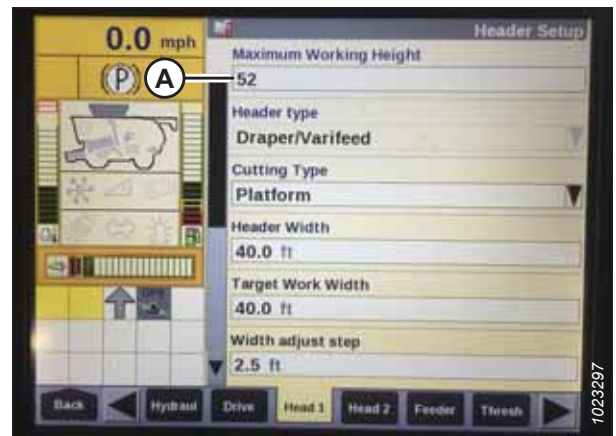 0.0 mph
Header Setup
(P)
A
Maximum Working Height
52
Header type
Draper/Varifeed
Cutting Type
Platform
Header Width
40.0 ft
Target Work Width
40.0 ft
Width adjust step
2.5 ft
Back
Hydraul
Drive
Head 1
Head 2
Feeder
Thresh
1023297